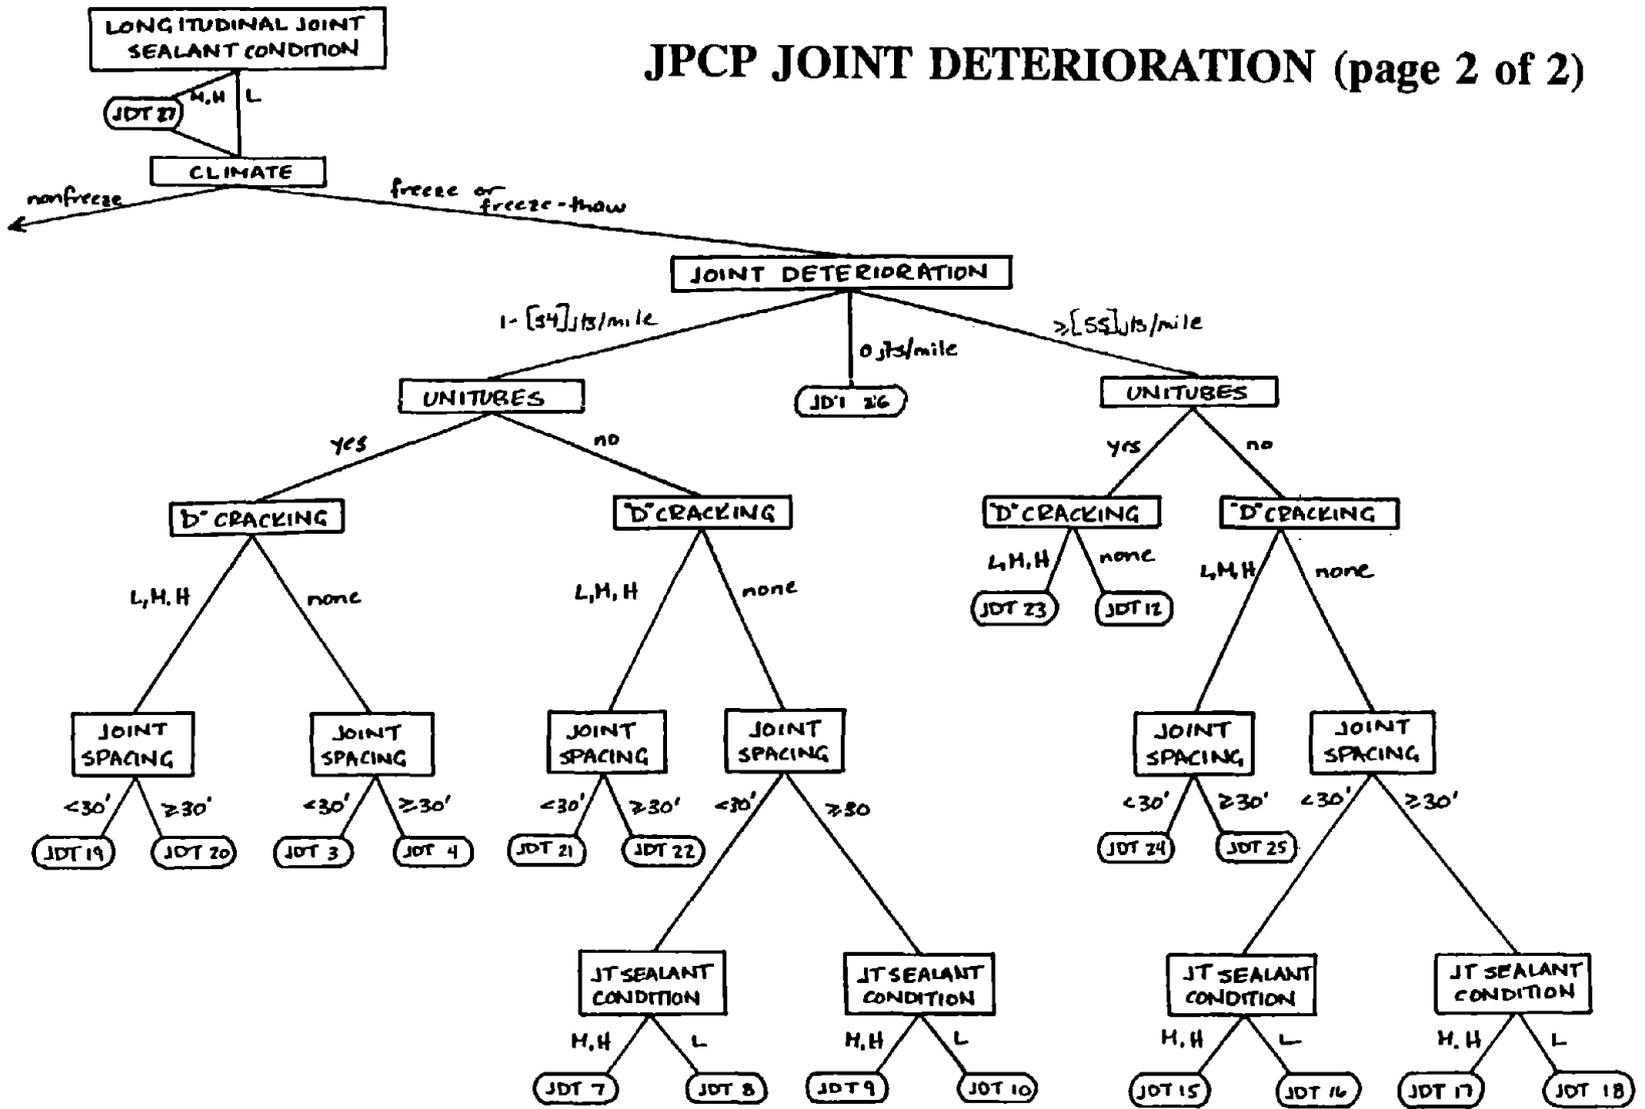 LONGITUDINAL JOINT
SEALANT CONDITION
JPCP JOINT DETERIORATION (page 2 of 2)
M,H
L
JDT 27
CLIMATE
nonfreeze
freeze or
freeze-thaw
JOINT DETERIORATION
1-[54]jts/mile
0 jts/mile
≥[55]jts/mile
UNITUBES
JDT 26
UNITUBES
yes
no
yes
no
"D" CRACKING
"D" CRACKING
"D" CRACKING
"D" CRACKING
L,M,H
none
L,M,H
none
L,M,H
none
L,M,H
none
JDT 23
JDT 12
JOINT
SPACING
JOINT
SPACING
JOINT
SPACING
JOINT
SPACING
JOINT
SPACING
JOINT
SPACING
<30'
≥30'
<30'
≥30'
<30'
≥30'
<30'
≥30
<30'
≥30'
<30'
≥30'
JDT 19
JDT 20
JDT 3
JDT 4
JDT 21
JDT 22
JDT 24
JDT 25
JT SEALANT
CONDITION
JT SEALANT
CONDITION
JT SEALANT
CONDITION
JT SEALANT
CONDITION
M,H
L
M,H
L
M,H
L
M,H
L
JDT 7
JDT 8
JDT 9
JDT 10
JDT 15
JDT 16
JDT 17
JDT 18